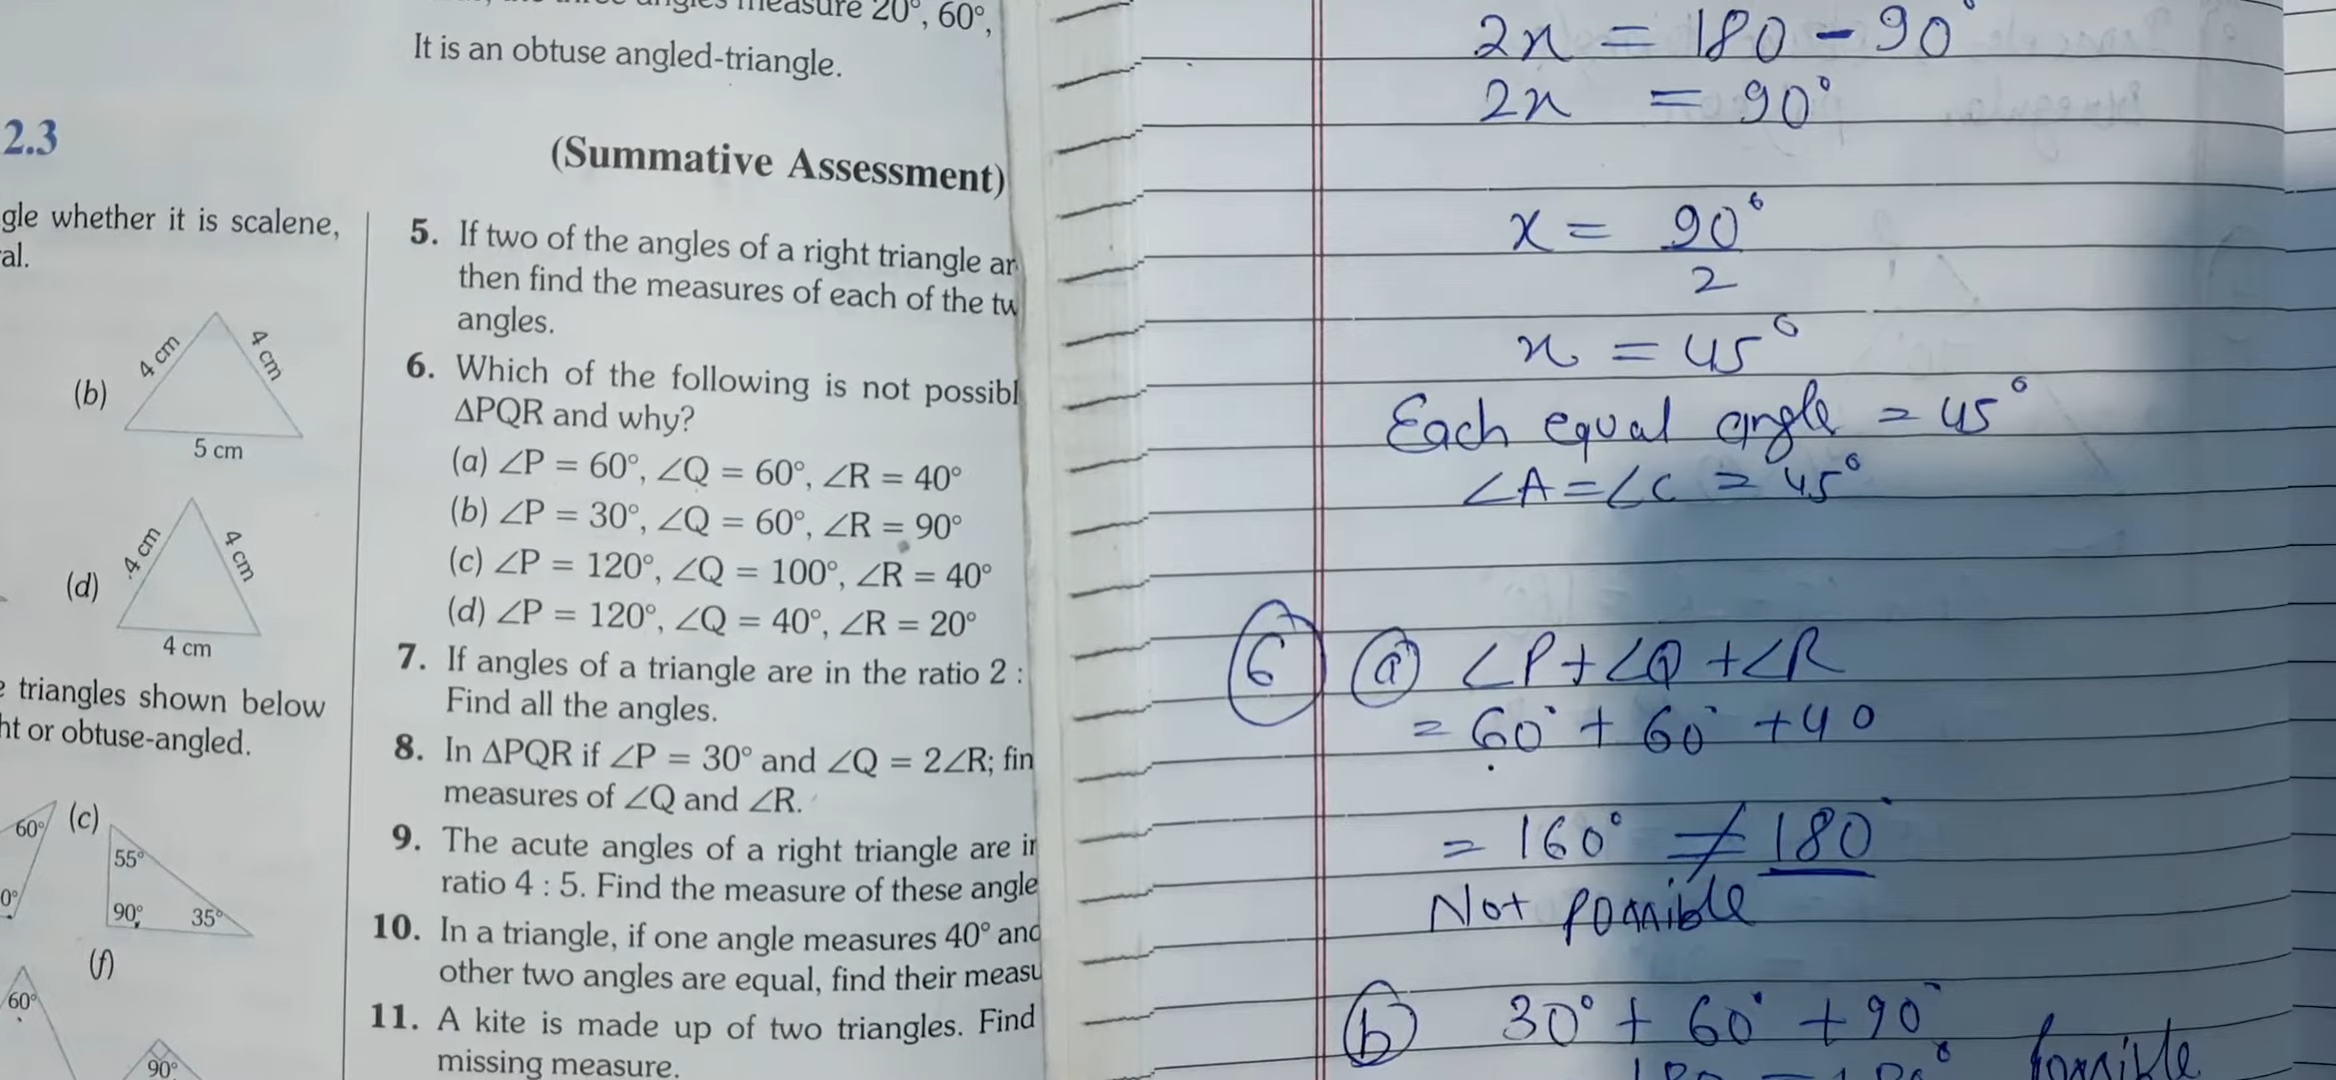 measure 20°, 60°,
It is an obtuse angled-triangle.
2.3
(Summative Assessment)
gle whether it is scalene,
al.
(b)
4 cm
4 cm
5 cm
(d)
4 cm
4 cm
4 cm
triangles shown below
ht or obtuse-angled.
60°
0°
(c)
55°
90°
35°
(f)
60°
90°
5. If two of the angles of a right triangle ar
then find the measures of each of the tw
angles.
6. Which of the following is not possibl
ΔPQR and why?
(a) ∠P = 60°, ∠Q = 60°, ∠R = 40°
(b) ∠P = 30°, ∠Q = 60°, ∠R = 90°
(c) ∠P = 120°, ∠Q = 100°, ∠R = 40°
(d) ∠P = 120°, ∠Q = 40°, ∠R = 20°
7. If angles of a triangle are in the ratio 2 :
Find all the angles.
8. In ΔPQR if ∠P = 30° and ∠Q = 2∠R; fin
measures of ∠Q and ∠R.
9. The acute angles of a right triangle are in
ratio 4 : 5. Find the measure of these angle
10. In a triangle, if one angle measures 40° and
other two angles are equal, find their measu
11. A kite is made up of two triangles. Find
missing measure.
2x = 180 - 90°
2x = 90°
x = 90°
2
x = 45°
Each equal angle = 45°
∠A = ∠C = 45°
6 a ∠P + ∠Q + ∠R
= 60° + 60° + 40
= 160° ≠ 180°
Not possible
b 30° + 60° + 90°
possible